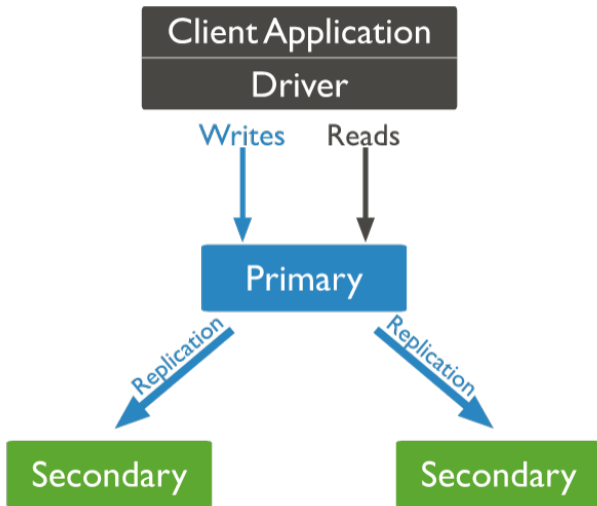 Client Application
Driver
Writes Reads
Primary
Replication Replication
Secondary Secondary